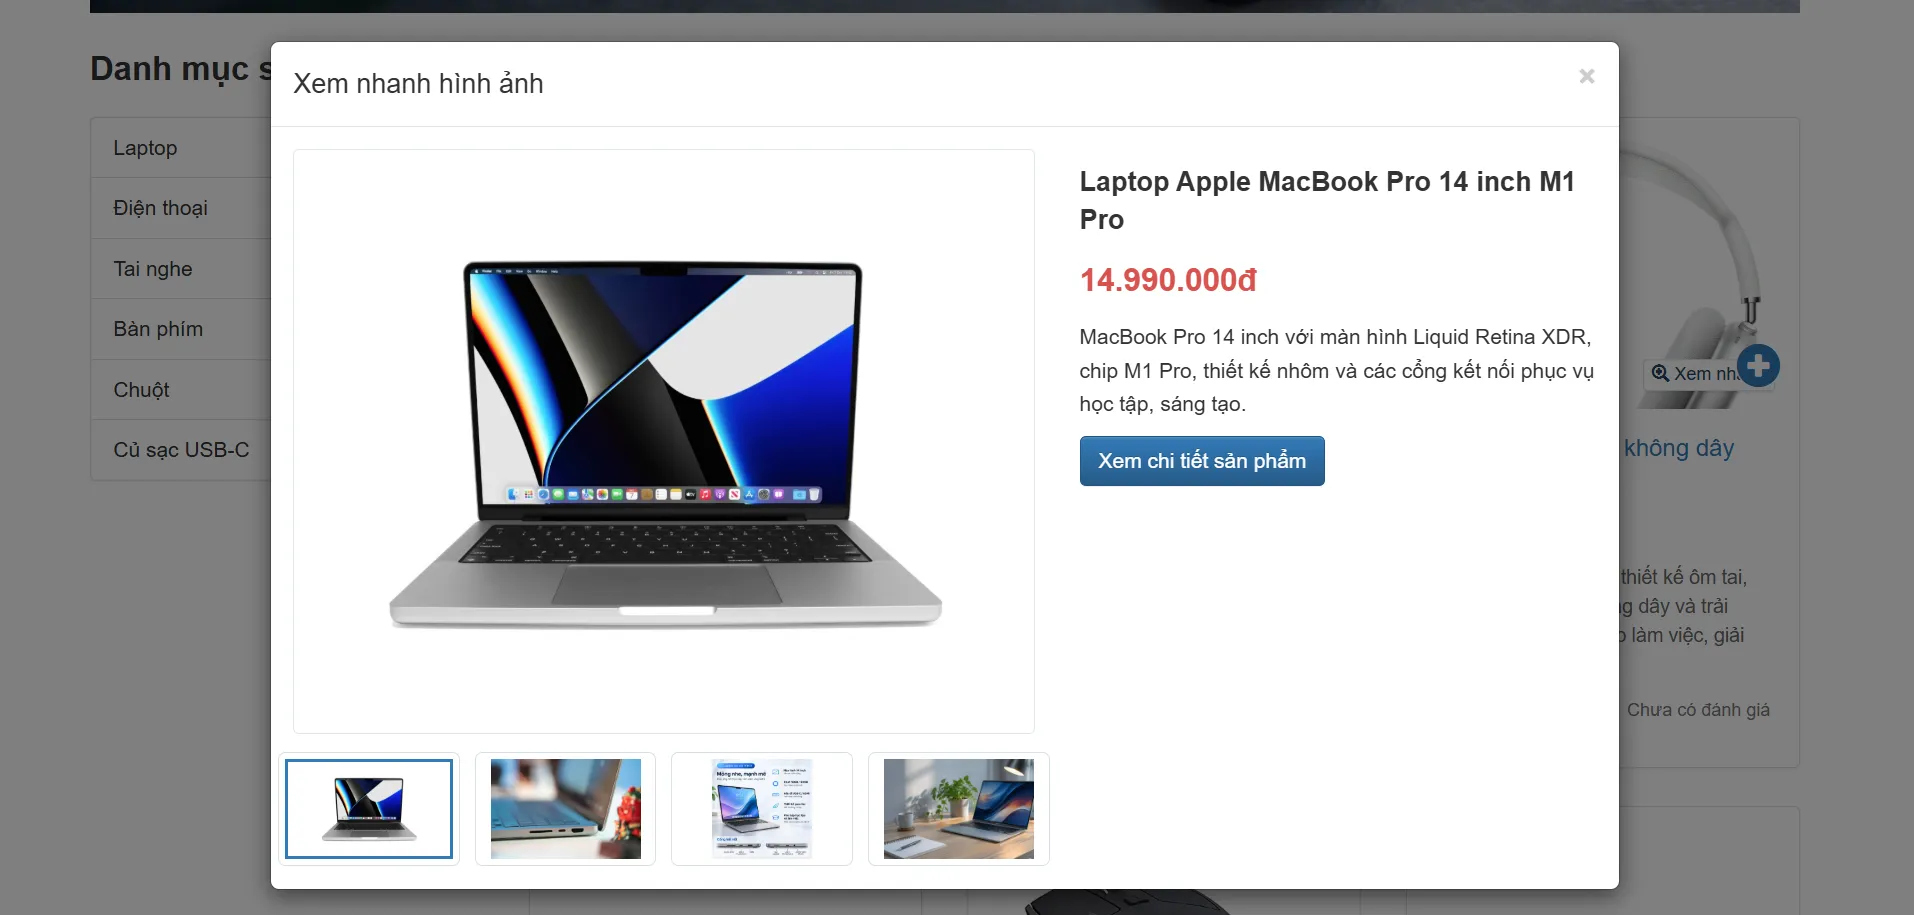 Danh mục s
Xem nhanh hình ảnh
×
Laptop
Điện thoại
Tai nghe
Bàn phím
Chuột
Củ sạc USB-C
Laptop Apple MacBook Pro 14 inch M1
Pro
14.990.000đ
MacBook Pro 14 inch với màn hình Liquid Retina XDR,
chip M1 Pro, thiết kế nhôm và các cổng kết nối phục vụ
học tập, sáng tạo.
Xem chi tiết sản phẩm
Mỏng nhẹ, mạnh mẽ
Xem nh
không dây
thiết kế ôm tai,
g dây và trải
làm việc, giải
Chưa có đánh giá